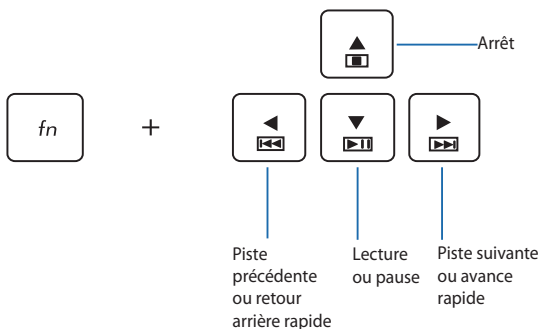 Arrêt
fn
+
Piste
précédente
ou retour
arrière rapide
Lecture
ou pause
Piste suivante
ou avance
rapide